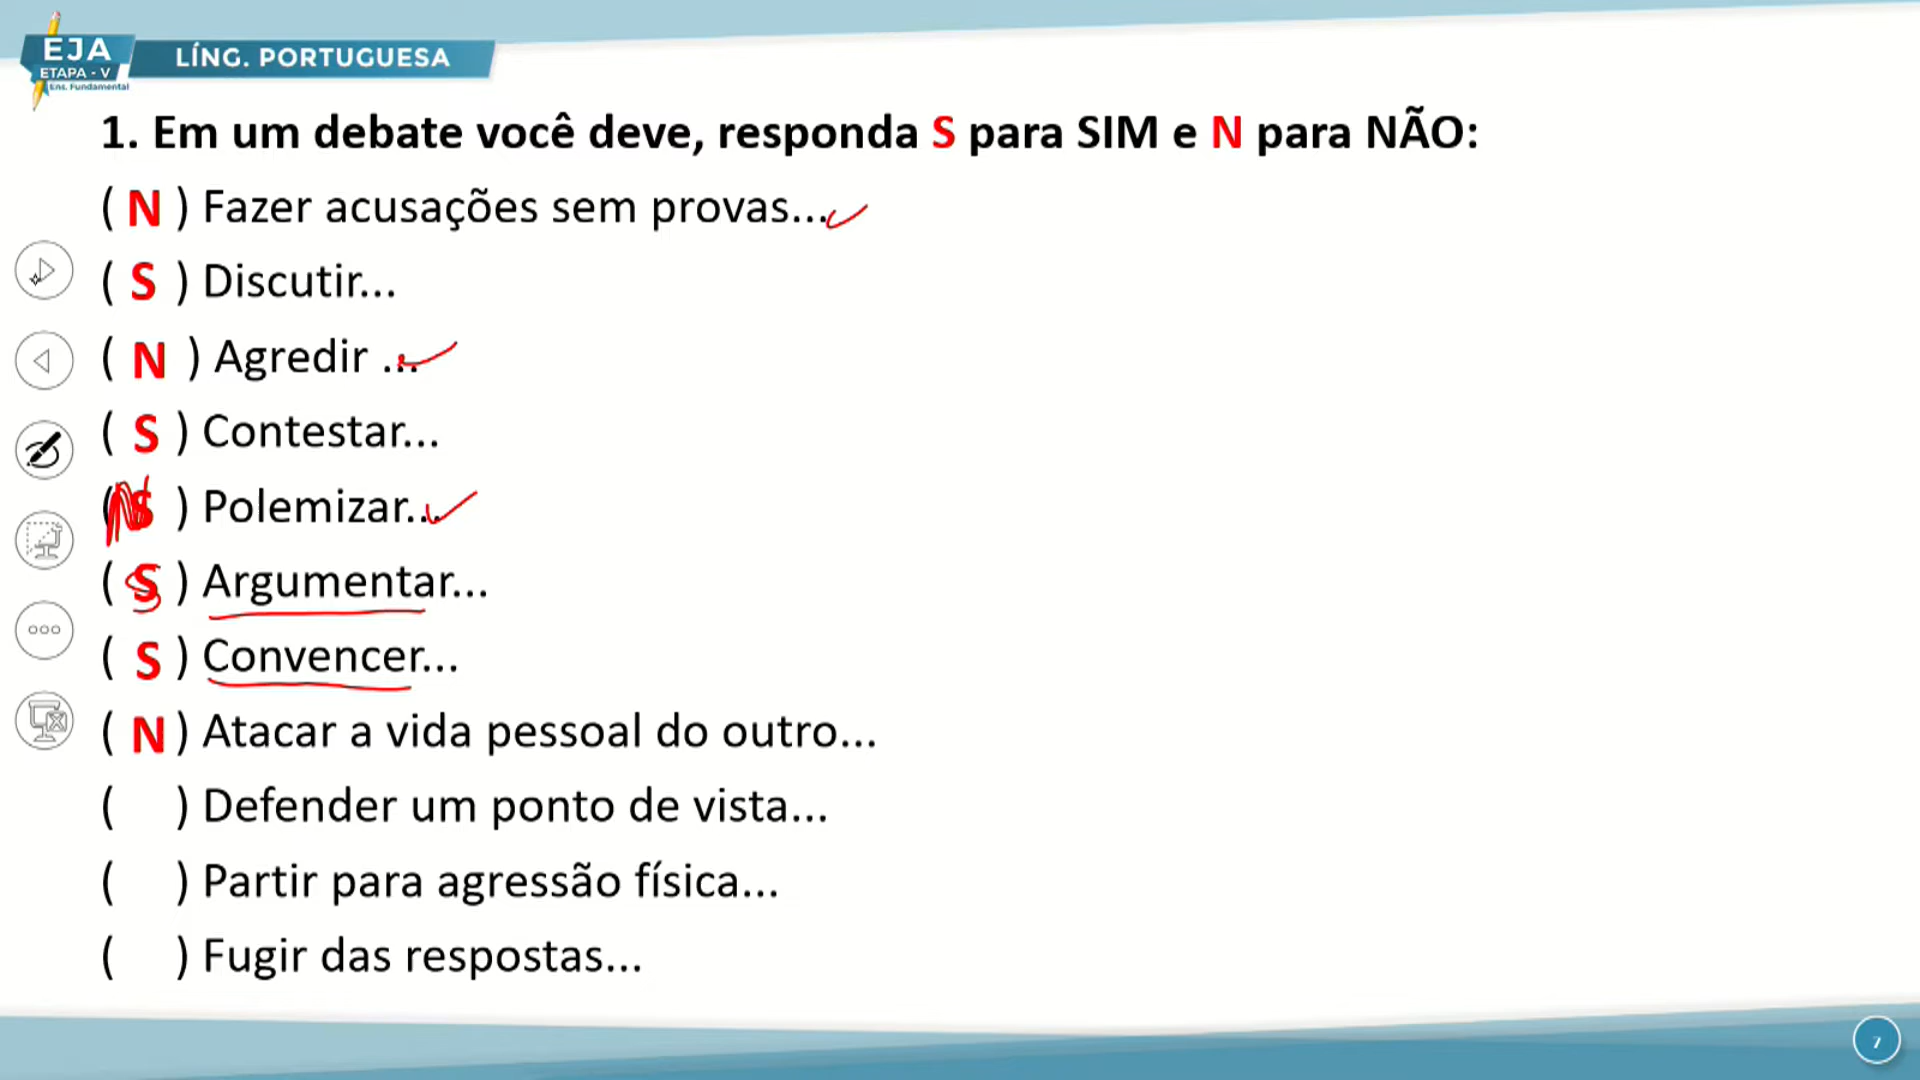 EJA
ETAPA - V
Ens. Fundamental
LÍNG. PORTUGUESA
1. Em um debate você deve, responda S para SIM e N para NÃO:
( N ) Fazer acusações sem provas...
( S ) Discutir...
( N ) Agredir ...
( S ) Contestar...
( N ) Polemizar...
( S ) Argumentar...
( S ) Convencer...
( N ) Atacar a vida pessoal do outro...
( ) Defender um ponto de vista...
( ) Partir para agressão física...
( ) Fugir das respostas...
7